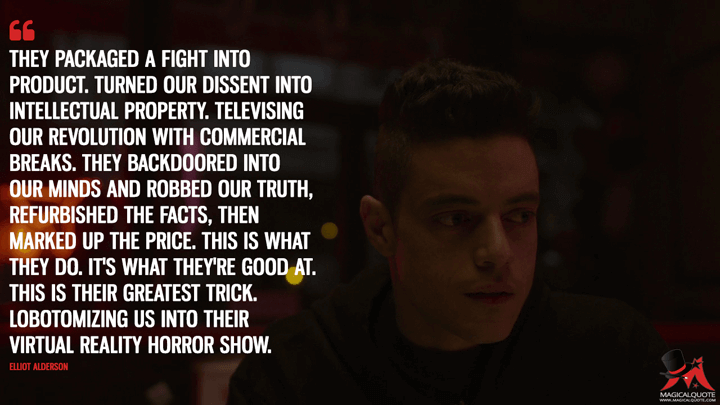 “
THEY PACKAGED A FIGHT INTO
PRODUCT. TURNED OUR DISSENT INTO
INTELLECTUAL PROPERTY. TELEVISING
OUR REVOLUTION WITH COMMERCIAL
BREAKS. THEY BACKDOORED INTO
OUR MINDS AND ROBBED OUR TRUTH,
REFURBISHED THE FACTS, THEN
MARKED UP THE PRICE. THIS IS WHAT
THEY DO. IT'S WHAT THEY'RE GOOD AT.
THIS IS THEIR GREATEST TRICK.
LOBOTOMIZING US INTO THEIR
VIRTUAL REALITY HORROR SHOW.
ELLIOT ALDERSON
MAGICALQUOTE
WWW.MAGICALQUOTE.COM